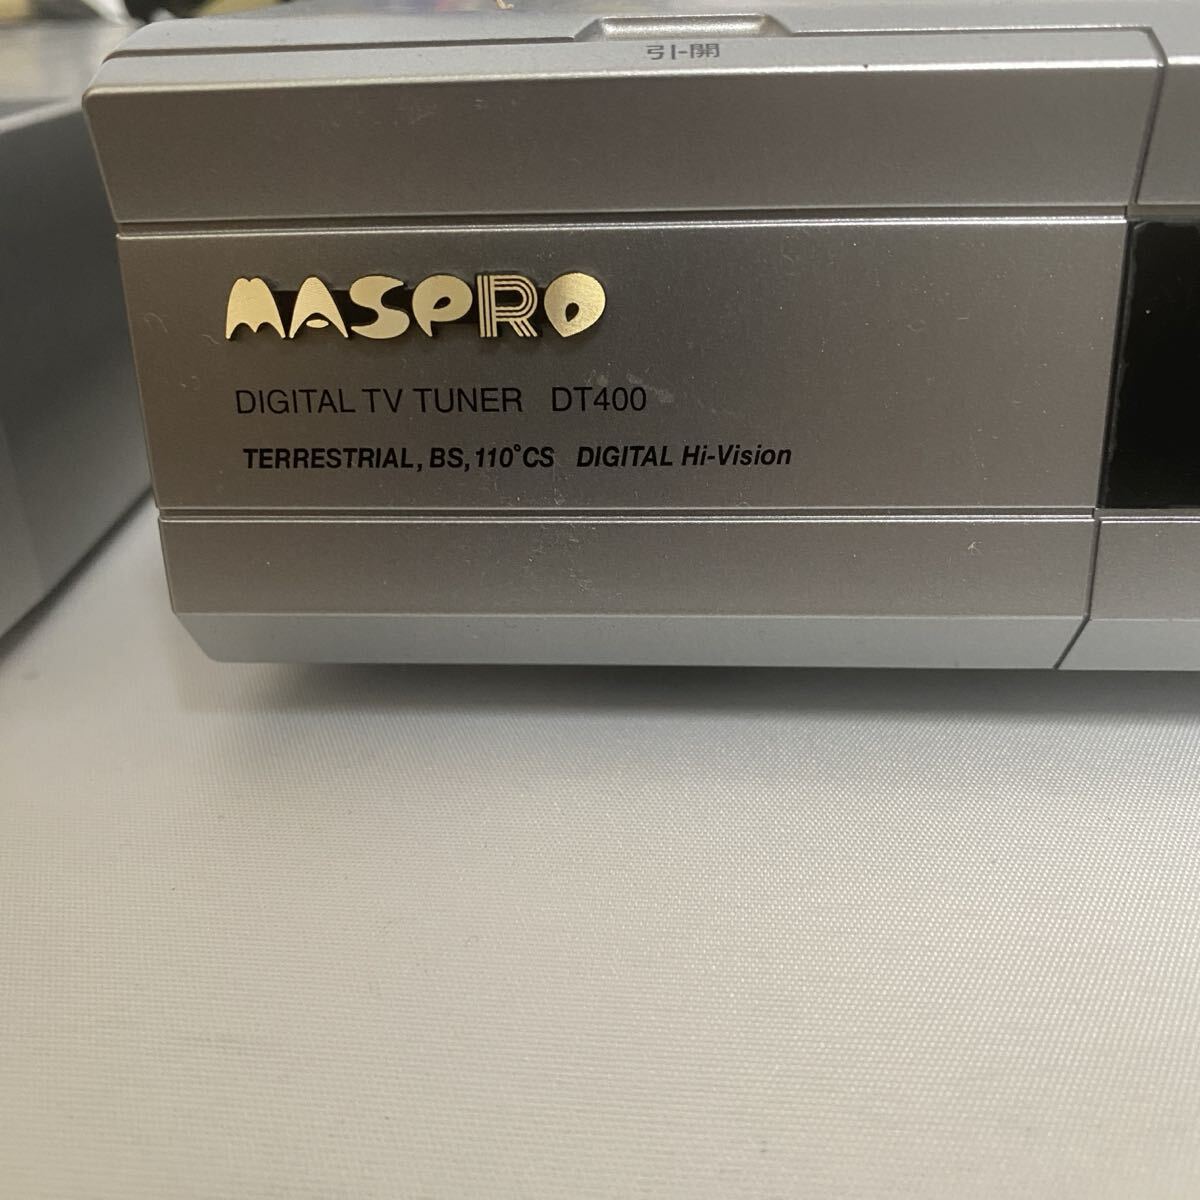 引-開
MASPRO
DIGITAL TV TUNER DT400
TERRESTRIAL, BS, 110°CS DIGITAL Hi-Vision